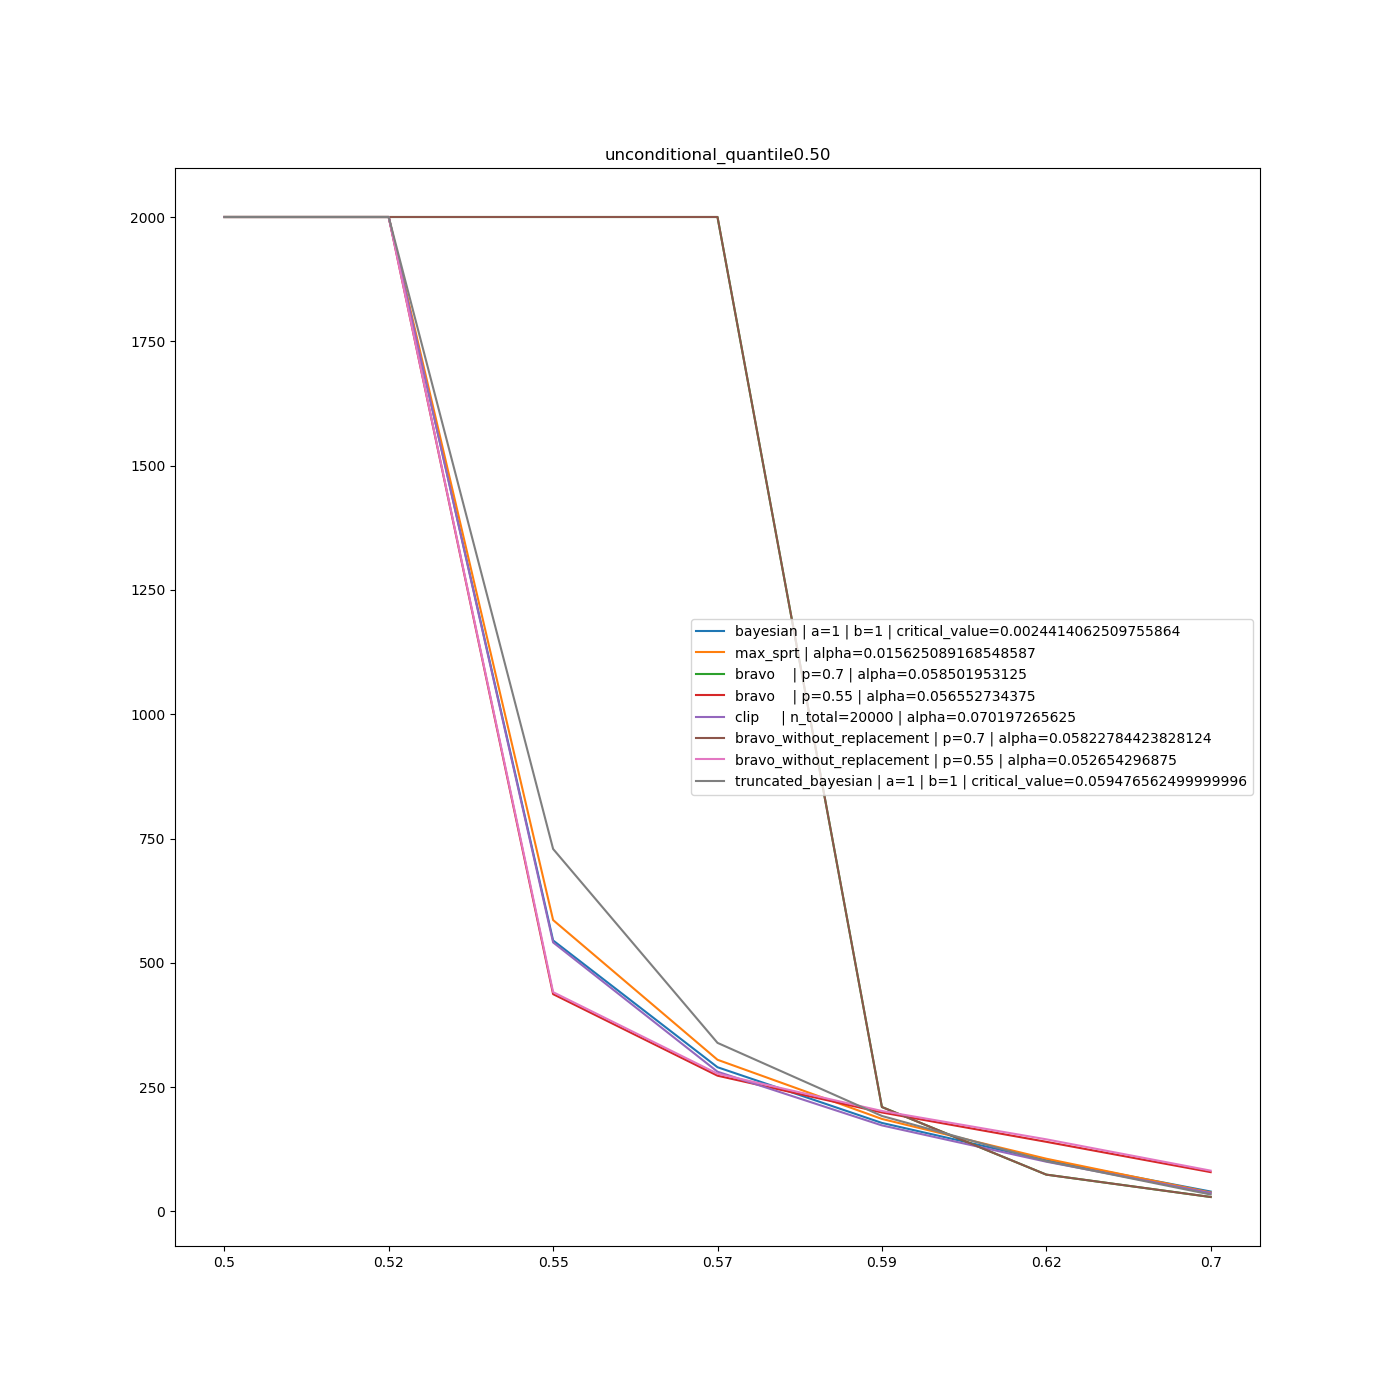 unconditional_quantile0.50
2000
1750
1500
1250
1000
750
500
250
0
bayesian | a=1 | b=1 | critical_value=0.0024414062509755864
max_sprt | alpha=0.015625089168548587
bravo    | p=0.7 | alpha=0.058501953125
bravo    | p=0.55 | alpha=0.056552734375
clip     | n_total=20000 | alpha=0.070197265625
bravo_without_replacement | p=0.7 | alpha=0.05822784423828124
bravo_without_replacement | p=0.55 | alpha=0.052654296875
truncated_bayesian | a=1 | b=1 | critical_value=0.059476562499999996
0.5 0.52 0.55 0.57 0.59 0.62 0.7